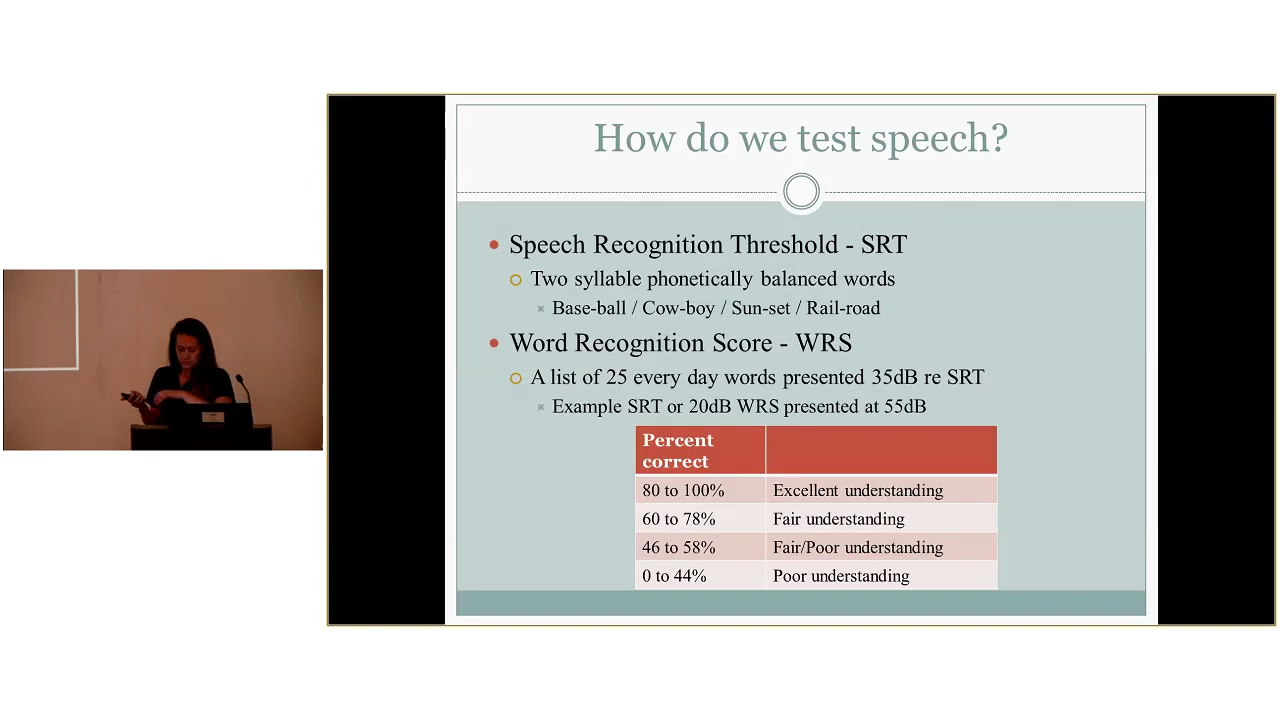 How do we test speech?
Speech Recognition Threshold - SRT
Two syllable phonetically balanced words
Base-ball / Cow-boy / Sun-set / Rail-road
Word Recognition Score - WRS
A list of 25 every day words presented 35dB re SRT
Example SRT or 20dB WRS presented at 55dB
Percent
correct
80 to 100% Excellent understanding
60 to 78% Fair understanding
46 to 58% Fair/Poor understanding
0 to 44% Poor understanding